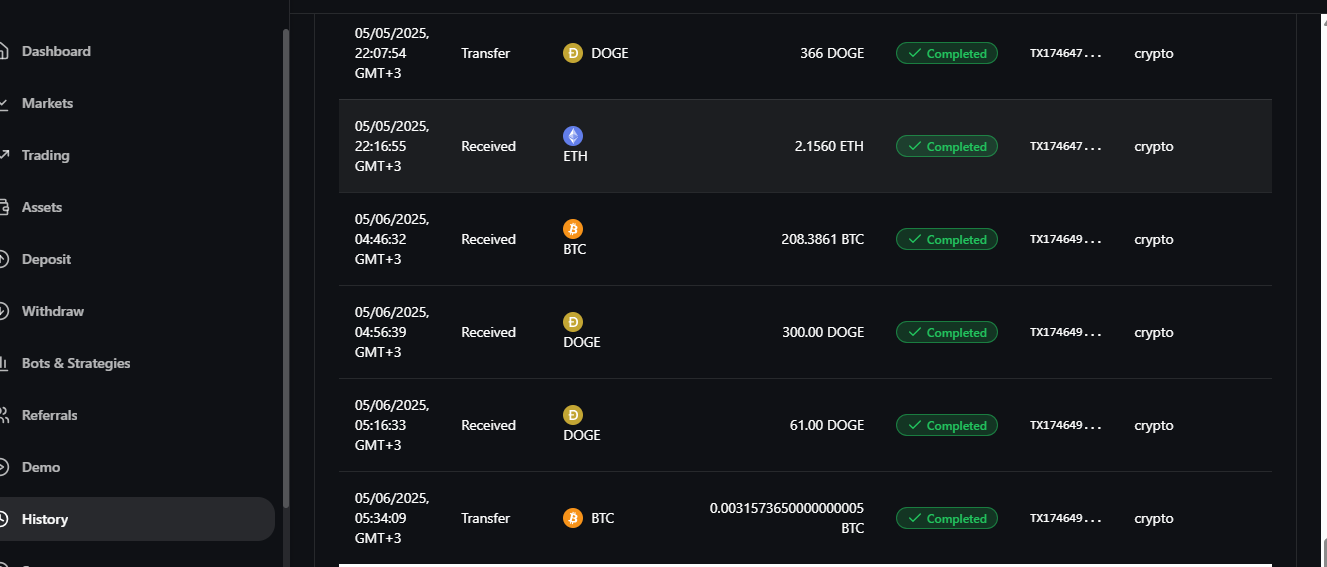 Dashboard
Markets
Trading
Assets
Deposit
Withdraw
Bots & Strategies
Referrals
Demo
History
05/05/2025,
22:07:54
GMT+3
Transfer
DOGE
366 DOGE
Completed
TX174647...
crypto
05/05/2025,
22:16:55
GMT+3
Received
ETH
2.1560 ETH
Completed
TX174647...
crypto
05/06/2025,
04:46:32
GMT+3
Received
BTC
208.3861 BTC
Completed
TX174649...
crypto
05/06/2025,
04:56:39
GMT+3
Received
DOGE
300.00 DOGE
Completed
TX174649...
crypto
05/06/2025,
05:16:33
GMT+3
Received
DOGE
61.00 DOGE
Completed
TX174649...
crypto
05/06/2025,
05:34:09
GMT+3
Transfer
BTC
0.0031573650000000005
BTC
Completed
TX174649...
crypto